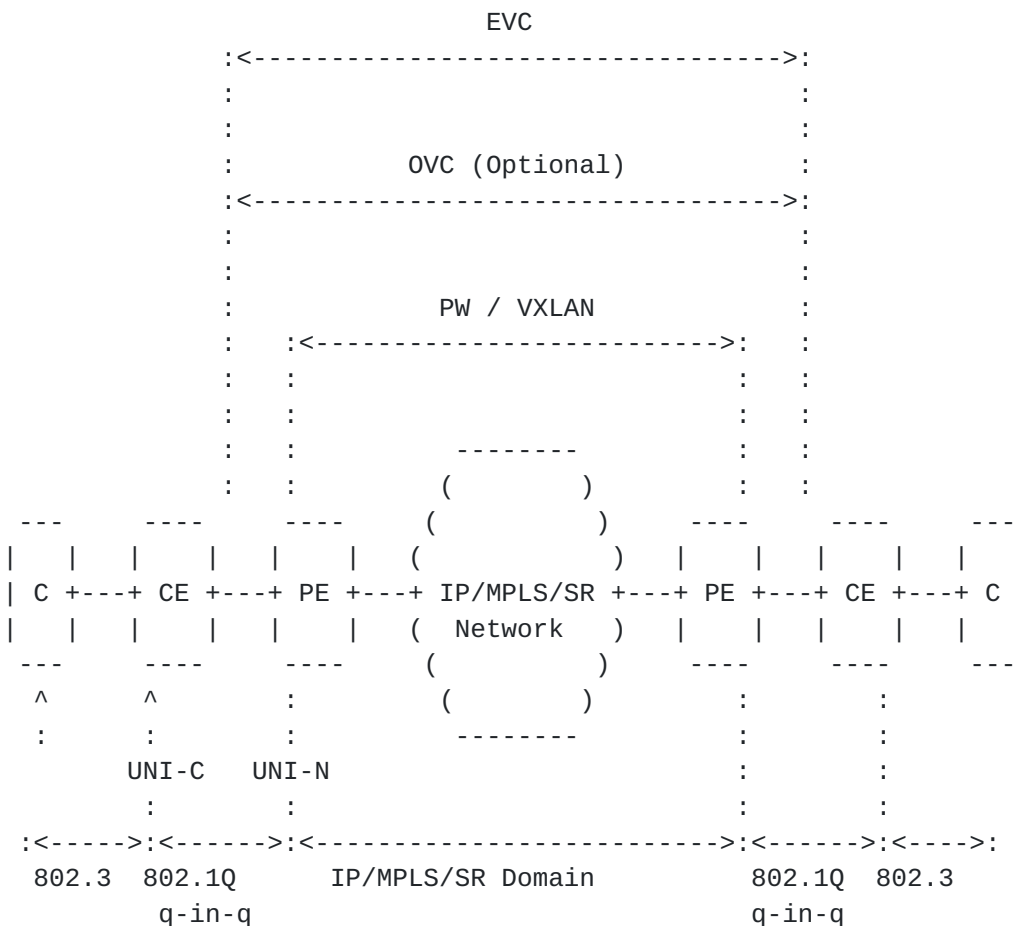 EVC
OVC (Optional)
PW / VXLAN
C CE PE IP/MPLS/SR PE CE C
Network
UNI-C UNI-N
802.3 802.1Q IP/MPLS/SR Domain 802.1Q 802.3
q-in-q q-in-q